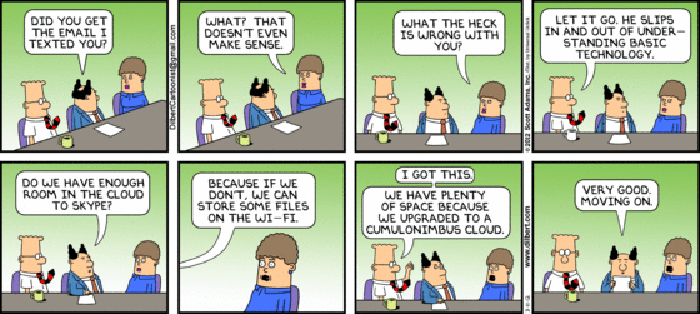 DID YOU GET
THE EMAIL I
TEXTED YOU?
WHAT? THAT
DOESN'T EVEN
MAKE SENSE.
DilbertCartoonist@gmail.com
WHAT THE HECK
IS WRONG WITH
YOU?
LET IT GO. HE SLIPS
IN AND OUT OF UNDER-
STANDING BASIC
TECHNOLOGY.
©2012 Scott Adams, Inc.
DO WE HAVE ENOUGH
ROOM IN THE CLOUD
TO SKYPE?
BECAUSE IF WE
DON'T, WE CAN
STORE SOME FILES
ON THE WI-FI.
I GOT THIS.
WE HAVE PLENTY
OF SPACE BECAUSE
WE UPGRADED TO A
CUMULONIMBUS CLOUD.
www.dilbert.com
VERY GOOD.
MOVING ON.